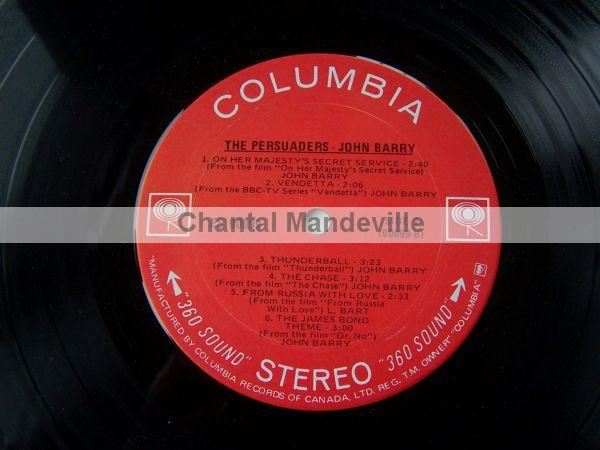 COLUMBIA
THE PERSUADERS - JOHN BARRY
1. ON HER MAJESTY'S SECRET SERVICE - 2:40
(From the film "On Her Majesty's Secret Service)
JOHN BARRY
2. VENDETTA - 2:06
(From the BBC-TV Series "Vendetta") JOHN BARRY
Chantal Mandeville
3. THUNDERBALL - 3:23
(From the film "Thunderball") JOHN BARRY
4. THE CHASE - 3:12
(From the film "The Chase") JOHN BARRY
5. FROM RUSSIA WITH LOVE - 2:33
(From the film "From Russia
With Love") L. BART
6. THE JAMES BOND
THEME - 3:00
(From the film "Dr. No")
JOHN BARRY
"360 SOUND" STEREO "360 SOUND"
"MANUFACTURED BY COLUMBIA RECORDS OF CANADA, LTD. REG. T.M. OWNER" "COLUMBIA"